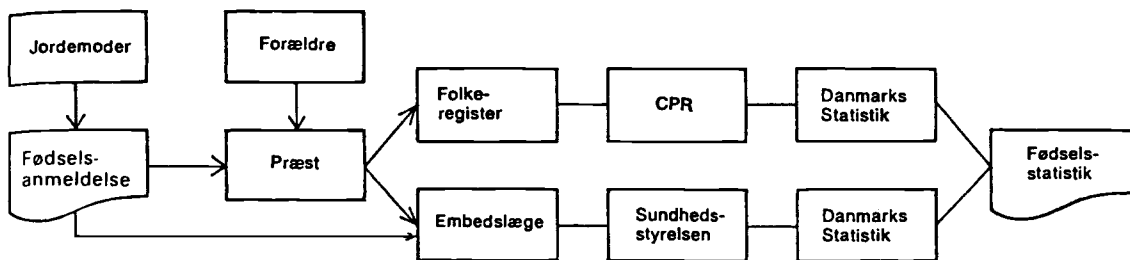 Jordemoder
Forældre
Folke-
register
CPR
Danmarks
Statistik
Fødsels-
anmeldelse
Præst
Fødsels-
statistik
Embedslæge
Sundheds-
styrelsen
Danmarks
Statistik